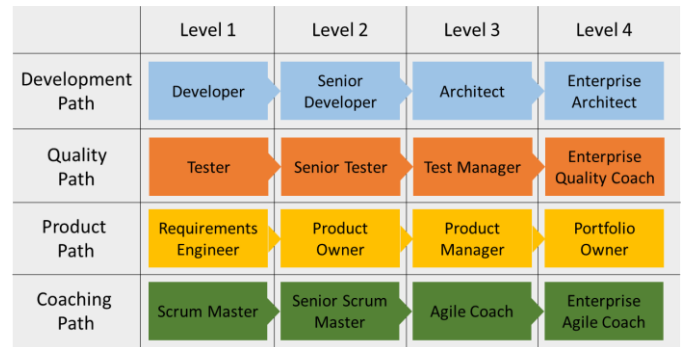 Level 1 Level 2 Level 3 Level 4
Development
Path
Developer
Senior
Developer
Architect
Enterprise
Architect
Quality
Path
Tester
Senior Tester
Test Manager
Enterprise
Quality Coach
Product
Path
Requirements
Engineer
Product
Owner
Product
Manager
Portfolio
Owner
Coaching
Path
Scrum Master
Senior Scrum
Master
Agile Coach
Enterprise
Agile Coach